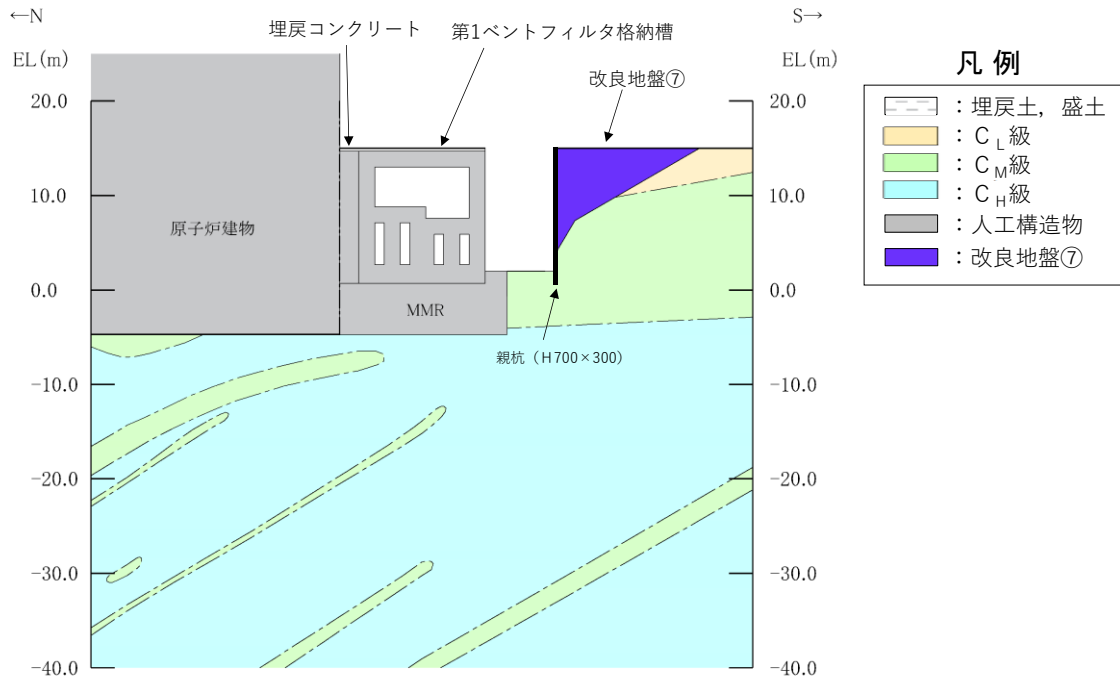 ←N
S→
埋戻コンクリート
第1ベントフィルタ格納槽
EL(m)
EL(m)
凡 例
改良地盤⑦
20.0
20.0
：埋戻土，盛土
：CL級
：CM級
：CH級
：人工構造物
：改良地盤⑦
10.0
10.0
原子炉建物
0.0
0.0
MMR
親杭（H700×300）
-10.0
-10.0
-20.0
-20.0
-30.0
-30.0
-40.0
-40.0